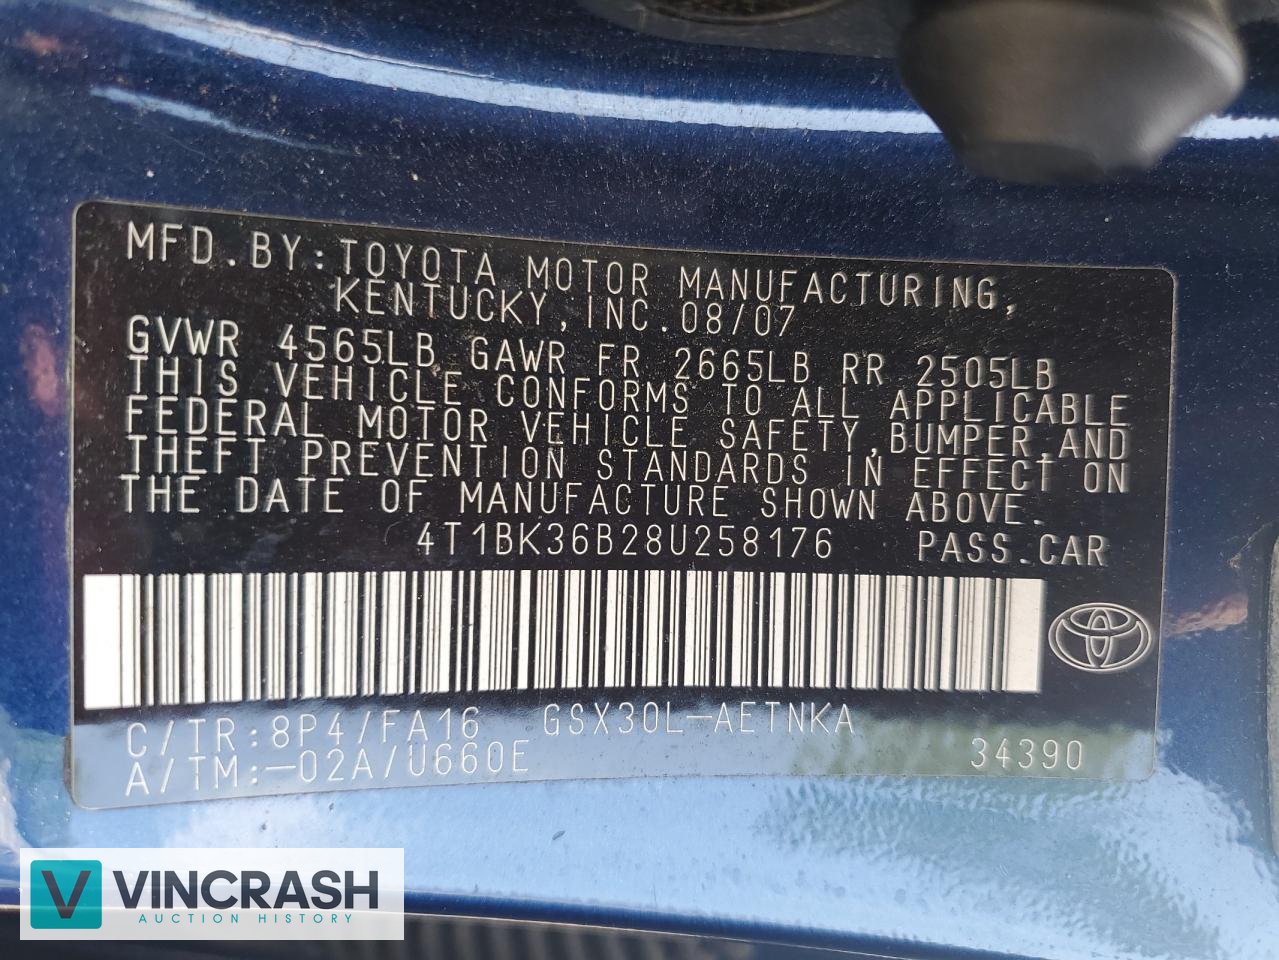 MFD.BY:TOYOTA MOTOR MANUFACTURING,
KENTUCKY,INC.08/07
GVWR 4565LB GAWR FR 2665LB RR 2505LB
THIS VEHICLE CONFORMS TO ALL APPLICABLE
FEDERAL MOTOR VEHICLE SAFETY,BUMPER,AND
THEFT PREVENTION STANDARDS IN EFFECT ON
THE DATE OF MANUFACTURE SHOWN ABOVE.
4T1BK36B28U258176 PASS.CAR
C/TR:8P4/FA16 GSX30L-AETNKA
A/TM:-02A/U660E 34390
V VINCRASH
AUCTION HISTORY